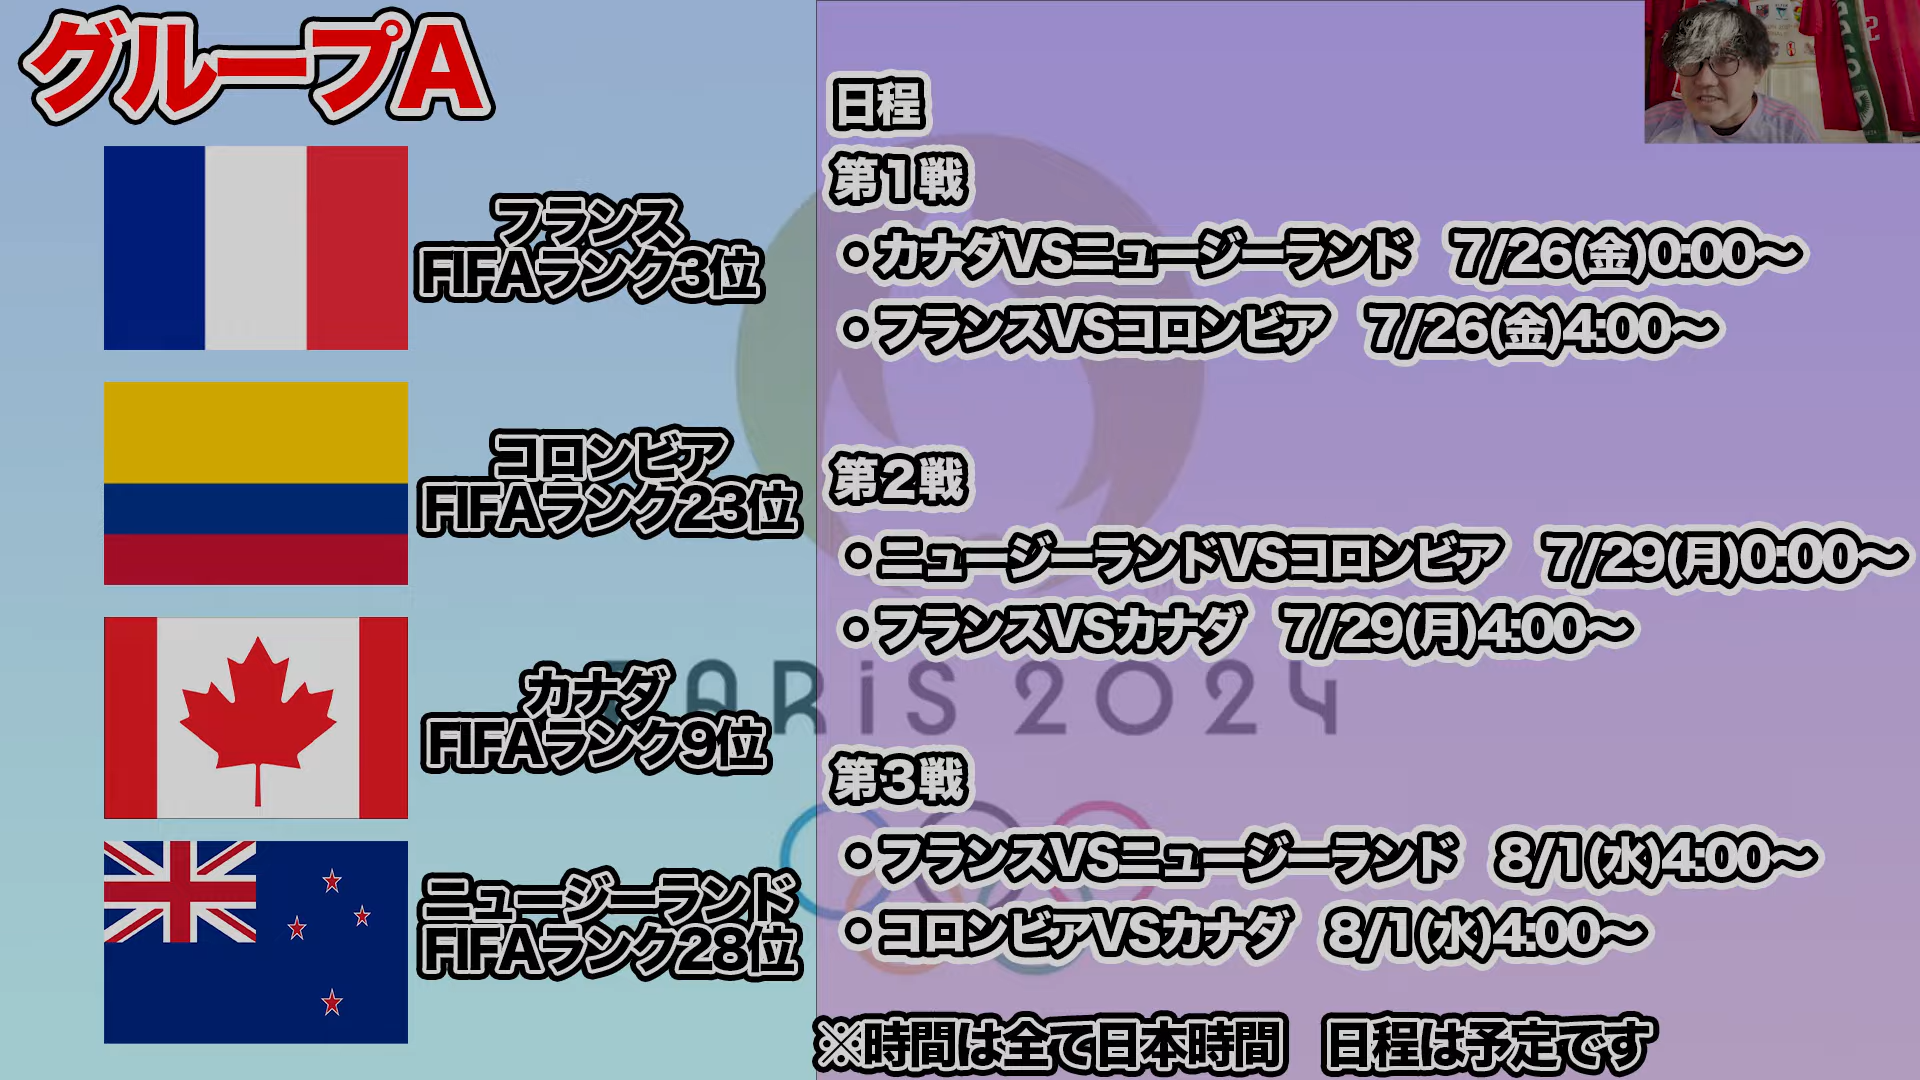 グループA
フランス
FIFAランク3位
コロンビア
FIFAランク23位
カナダ
FIFAランク9位
ニュージーランド
FIFAランク28位
日程
第1戦
・カナダVSニュージーランド　7/26(金)0:00～
・フランスVSコロンビア　7/26(金)4:00～
第2戦
・ニュージーランドVSコロンビア　7/29(月)0:00～
・フランスVSカナダ　7/29(月)4:00～
PARiS 2024
第3戦
・フランスVSニュージーランド　8/1(水)4:00～
・コロンビアVSカナダ　8/1(水)4:00～
※時間は全て日本時間　日程は予定です